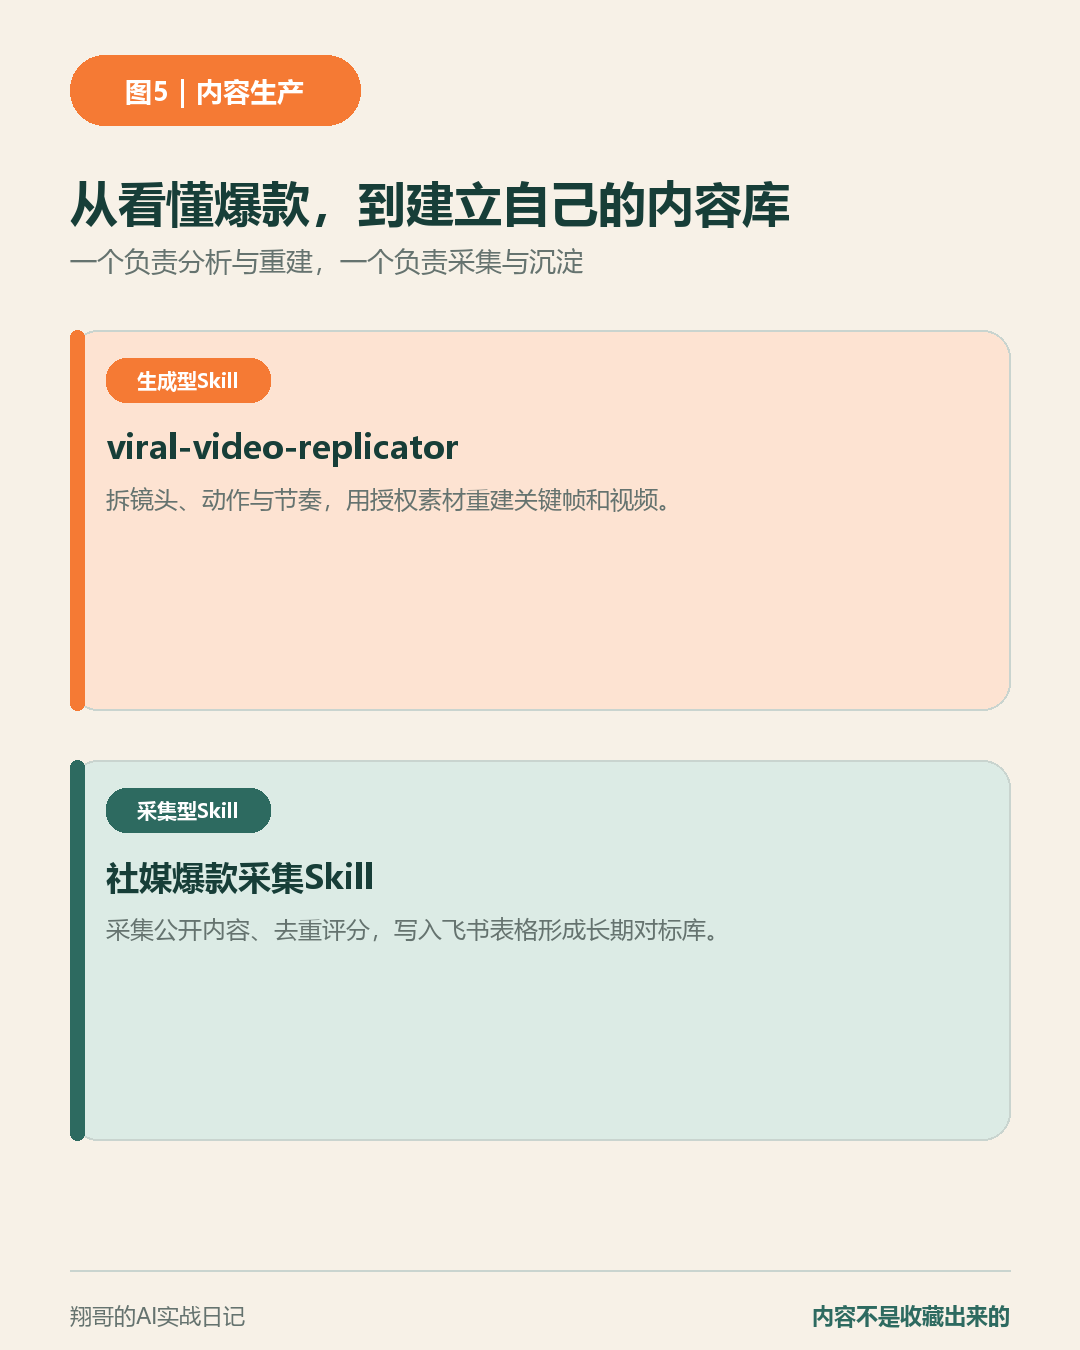 图5｜内容生产
从看懂爆款，到建立自己的内容库
一个负责分析与重建，一个负责采集与沉淀
生成型Skill
viral-video-replicator
拆镜头、动作与节奏，用授权素材重建关键帧和视频。
采集型Skill
社媒爆款采集Skill
采集公开内容、去重评分，写入飞书表格形成长期对标库。
翔哥的AI实战日记
内容不是收藏出来的